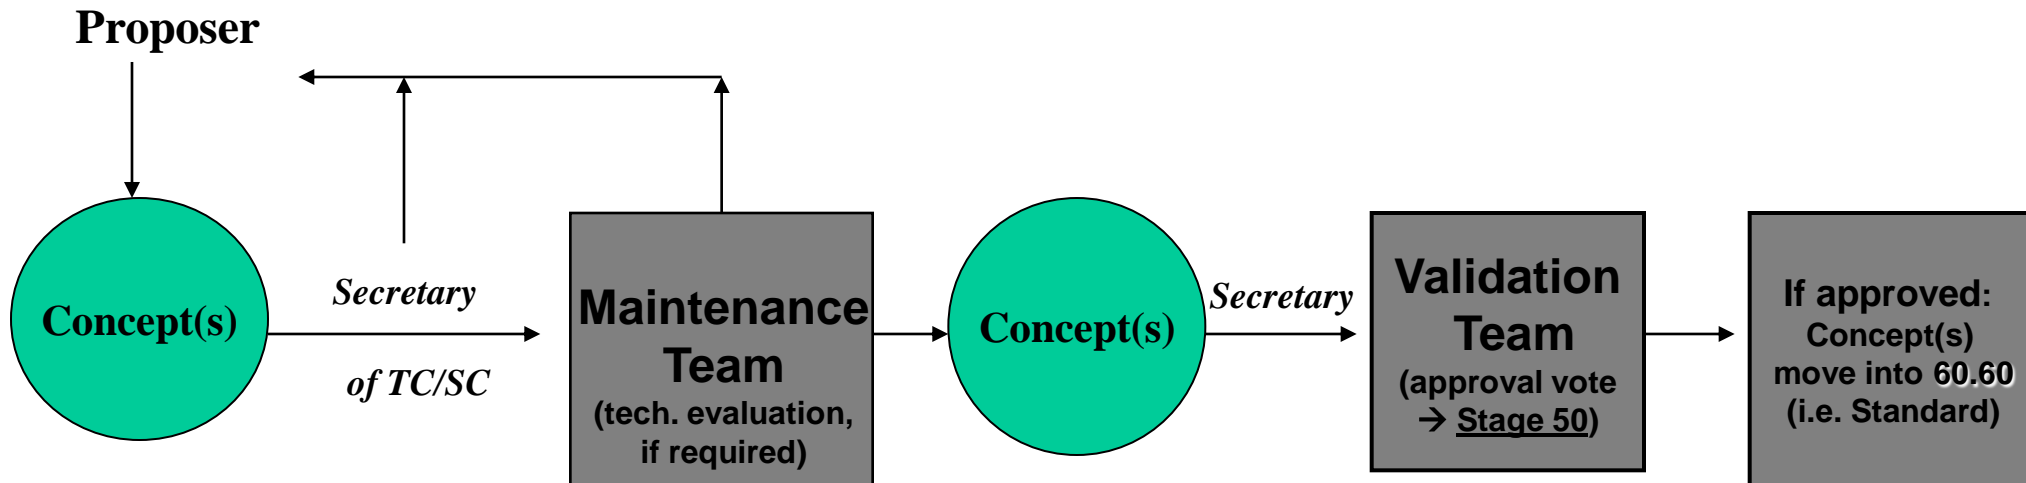 Proposer
Concept(s)
Secretary
of TC/SC
Maintenance
Team
(tech. evaluation,
if required)
Concept(s)
Secretary
Validation
Team
(approval vote
→ Stage 50)
If approved:
Concept(s)
move into 60.60
(i.e. Standard)